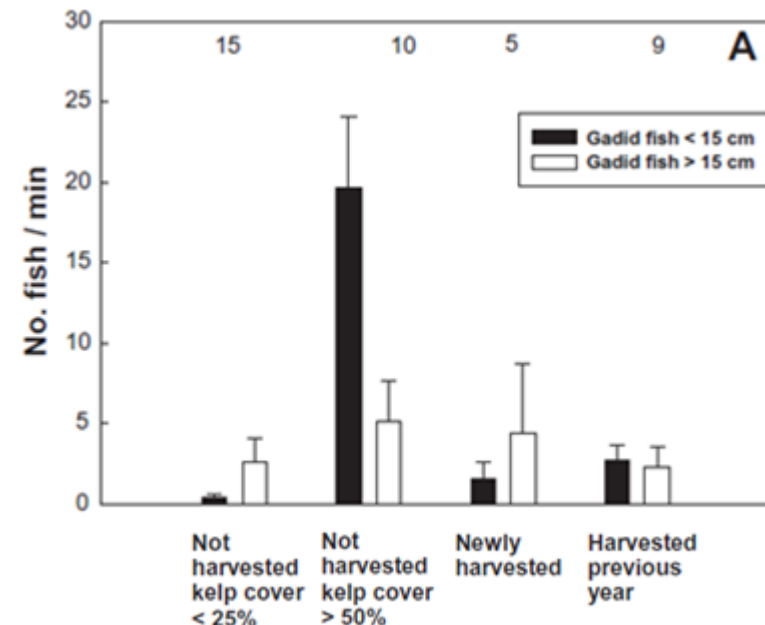 30
15 10 5 9 A
25
Gadid fish < 15 cm
Gadid fish > 15 cm
20
15
10
5
0
No. fish / min
Not
harvested
kelp cover
< 25%
Not
harvested
kelp cover
> 50%
Newly
harvested
Harvested
previous
year